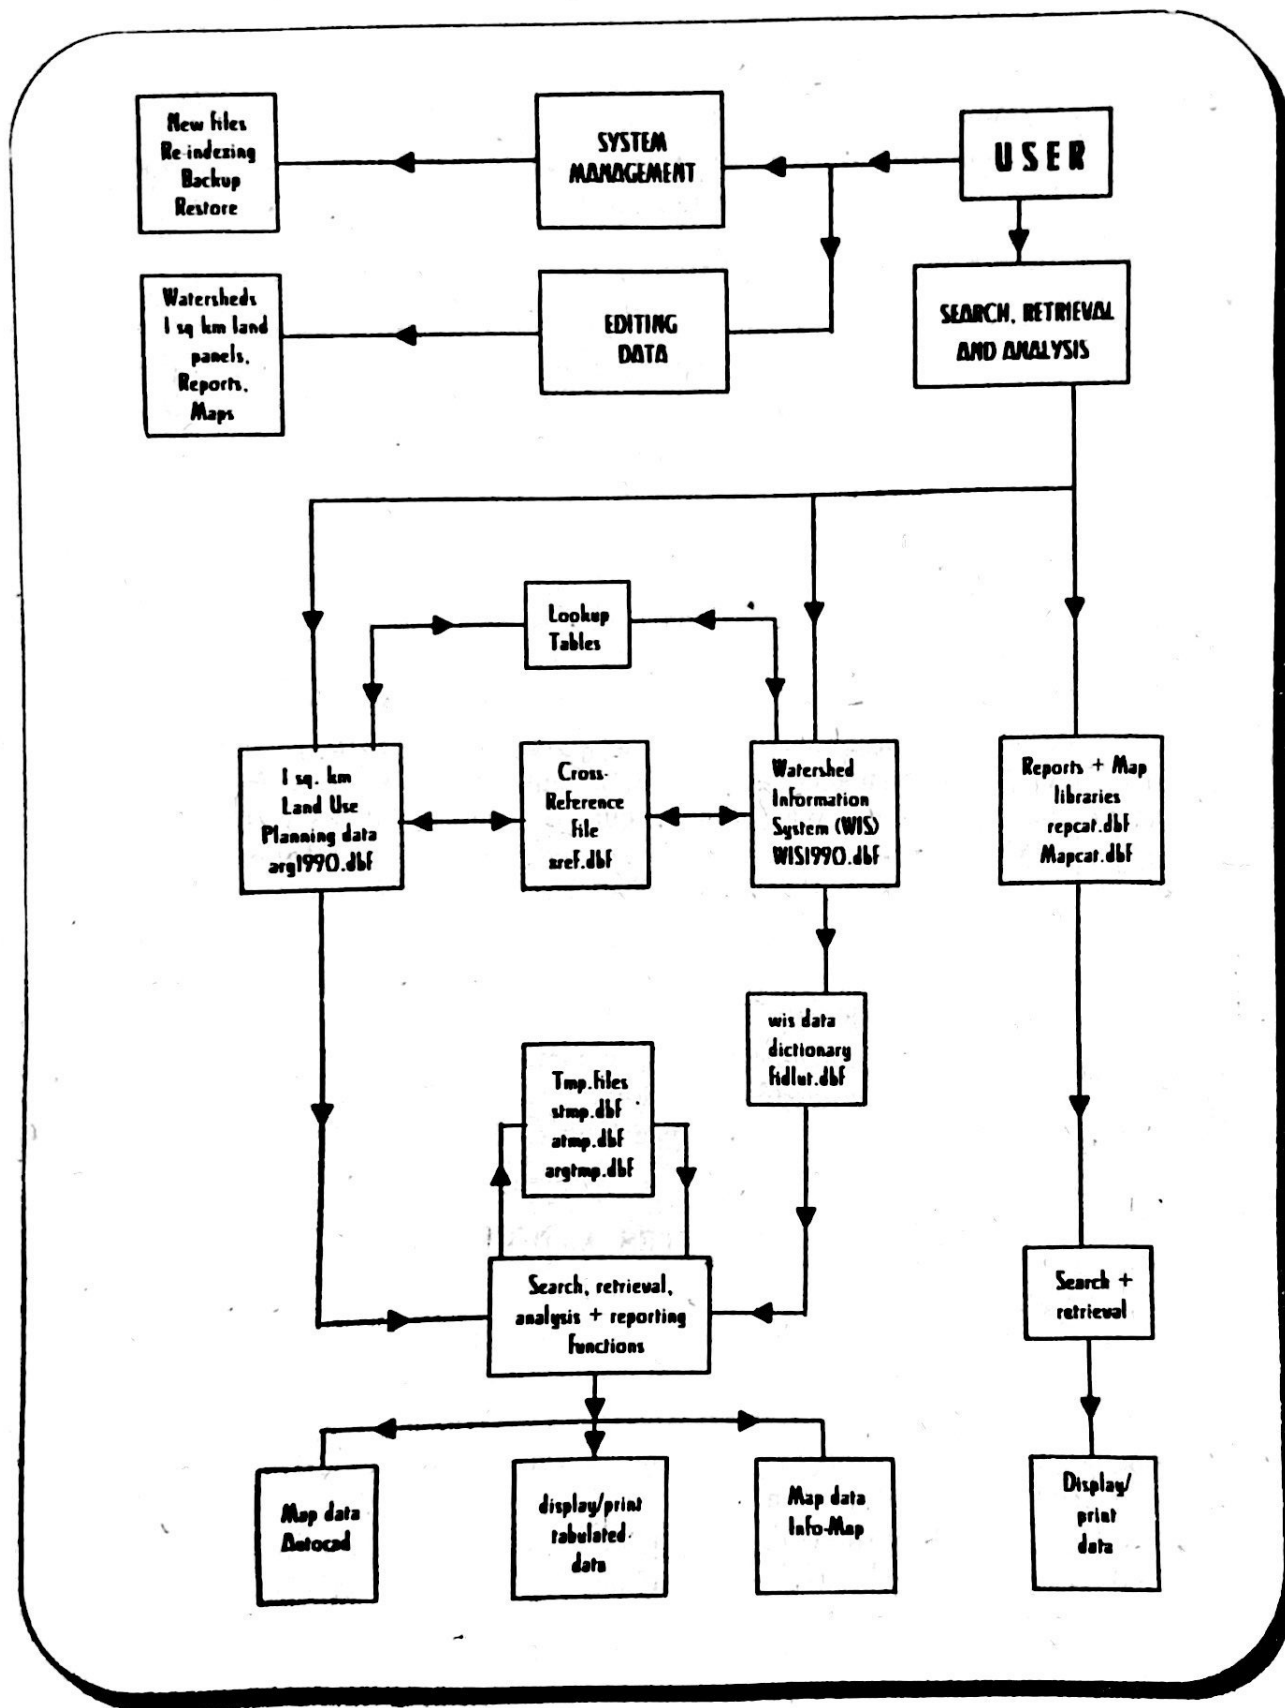 New files
Re-indexing
Backup
Restore
SYSTEM
MANAGEMENT
USER
Watersheds
1 sq km land
panels,
Reports,
Maps
EDITING
DATA
SEARCH, RETRIEVAL
AND ANALYSIS
Lookup
Tables
1 sq. km
Land Use
Planning data
arg1990.dbf
Cross-
Reference
file
xref.dbf
Watershed
Information
System (WIS)
WIS1990.dbf
Reports + Map
libraries
repcat.dbf
Mapcat.dbf
wis data
dictionary
fidlut.dbf
Tmp.files
stmp.dbf
atmp.dbf
argtmp.dbf
Search, retrieval,
analysis + reporting
functions
Search +
retrieval
Map data
Autocad
display/print
tabulated
data
Map data
Info-Map
Display/
print
data